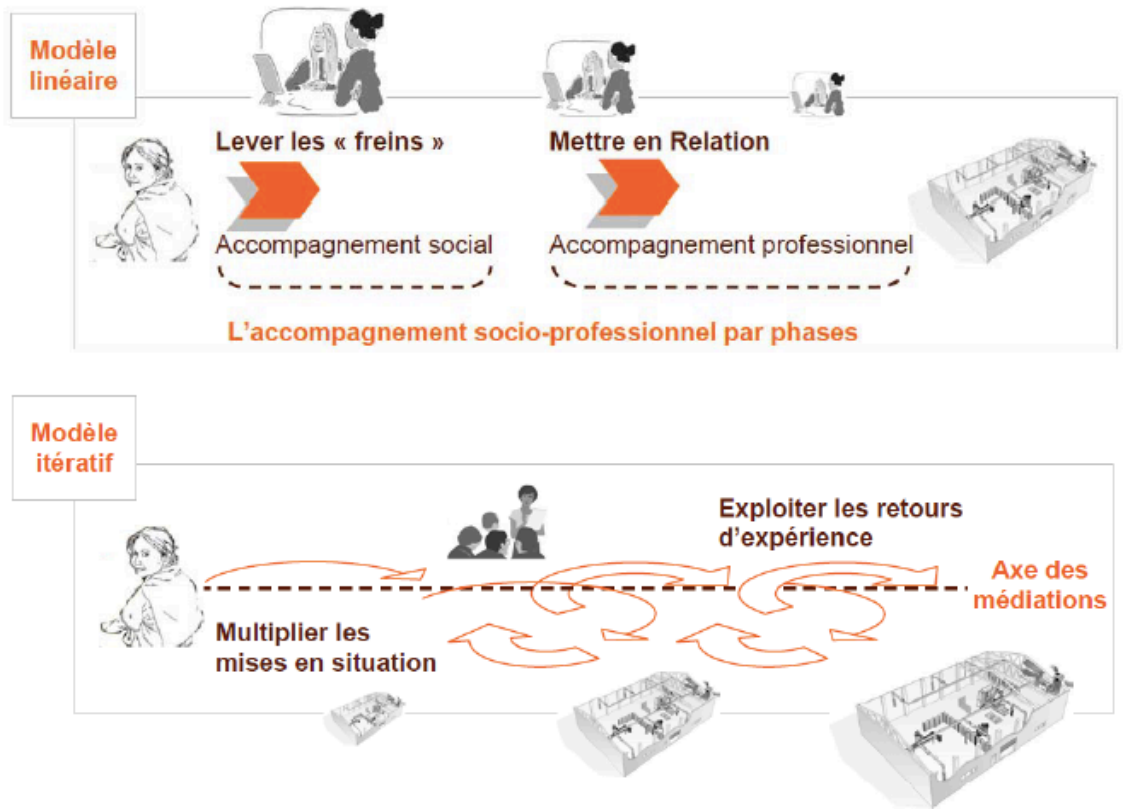 Modèle
linéaire
Lever les « freins »
Mettre en Relation
Accompagnement social
Accompagnement professionnel
L'accompagnement socio-professionnel par phases
Modèle
itératif
Exploiter les retours
d'expérience
Axe des
médiations
Multiplier les
mises en situation